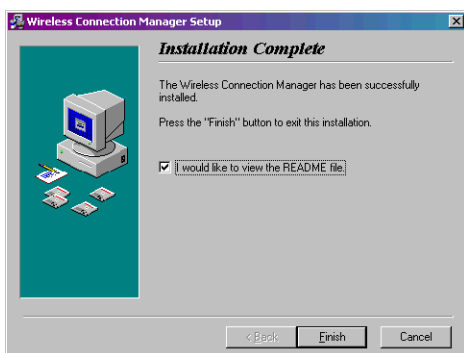 Wireless Connection Manager Setup
Installation Complete
The Wireless Connection Manager has been successfully
installed.
Press the "Finish" button to exit this installation.
I would like to view the README file.
< Back
Finish
Cancel